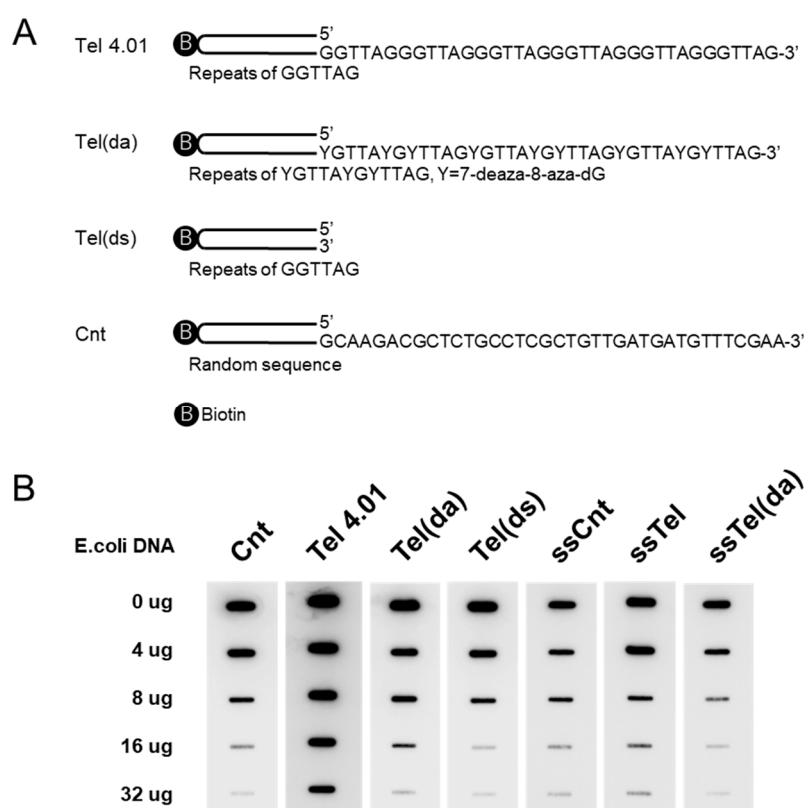 A
Tel 4.01
B
5'
GGTTAGGGTTAGGGTTAGGGTTAGGGTTAGGGTTAG-3'
Repeats of GGTTAG
Tel(da)
B
5'
YGTTAYGYTTAGYGTTAYGYTTAGYGTTAYGYTTAG-3'
Repeats of YGTTAYGYTTAG, Y=7-deaza-8-aza-dG
Tel(ds)
B
5'
3'
Repeats of GGTTAG
Cnt
B
5'
GCAAGACGCTCTGCCTCGCTGTTGATGATGTTTCGAA-3'
Random sequence
B Biotin
B
E.coli DNA
Cnt
Tel 4.01
Tel(da)
Tel(ds)
ssCnt
ssTel
ssTel(da)
0 ug
4 ug
8 ug
16 ug
32 ug